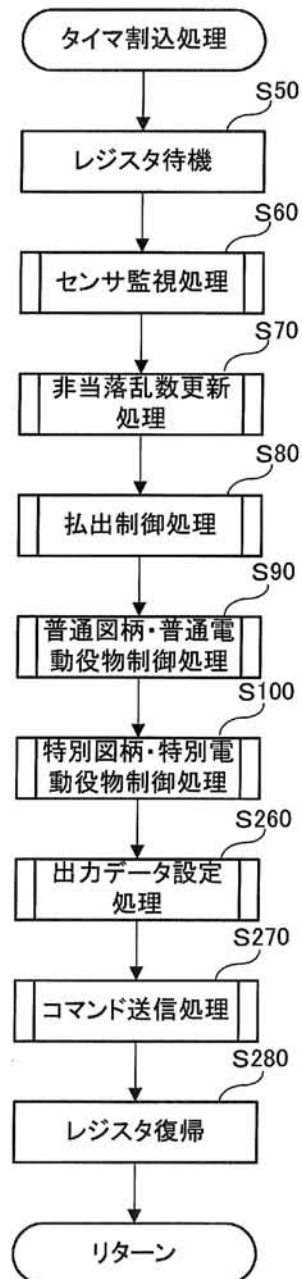 タイマ割込処理
S50
レジスタ待機
S60
センサ監視処理
S70
非当落乱数更新
処理
S80
払出制御処理
S90
普通図柄・普通電
動役物制御処理
S100
特別図柄・特別電
動役物制御処理
S260
出力データ設定
処理
S270
コマンド送信処理
S280
レジスタ復帰
リターン